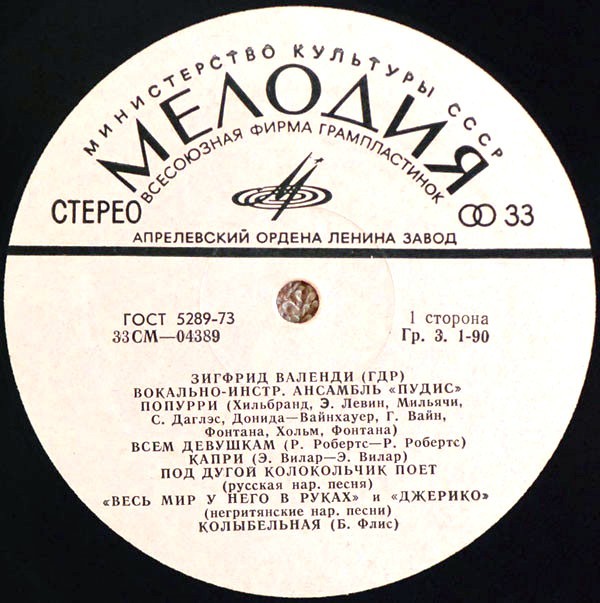 МИНИСТЕРСТВО КУЛЬТУРЫ СССР
МЕЛОДИЯ
ВСЕСОЮЗНАЯ ФИРМА ГРАМПЛАСТИНОК
СТЕРЕО
33
АПРЕЛЕВСКИЙ ОРДЕНА ЛЕНИНА ЗАВОД
ГОСТ 5289-73
1 сторона
33СМ—04389
Гр. 3. 1-90
ЗИГФРИД ВАЛЕНДИ (ГДР)
ВОКАЛЬНО-ИНСТР. АНСАМБЛЬ «ПУДИС»
ПОПУРРИ (Хильбранд, Э. Левин, Мильячи,
С. Даглэс, Донида—Вайнхауер, Г. Вайн,
Фонтана, Хольм, Фонтана)
ВСЕМ ДЕВУШКАМ (Р. Робертс—Р. Робертс)
КАПРИ (Э. Вилар—Э. Вилар)
ПОД ДУГОЙ КОЛОКОЛЬЧИК ПОЕТ
(русская нар. песня)
«ВЕСЬ МИР У НЕГО В РУКАХ» и «ДЖЕРИКО»
(негритянские нар. песни)
КОЛЫБЕЛЬНАЯ (Б. Флис)